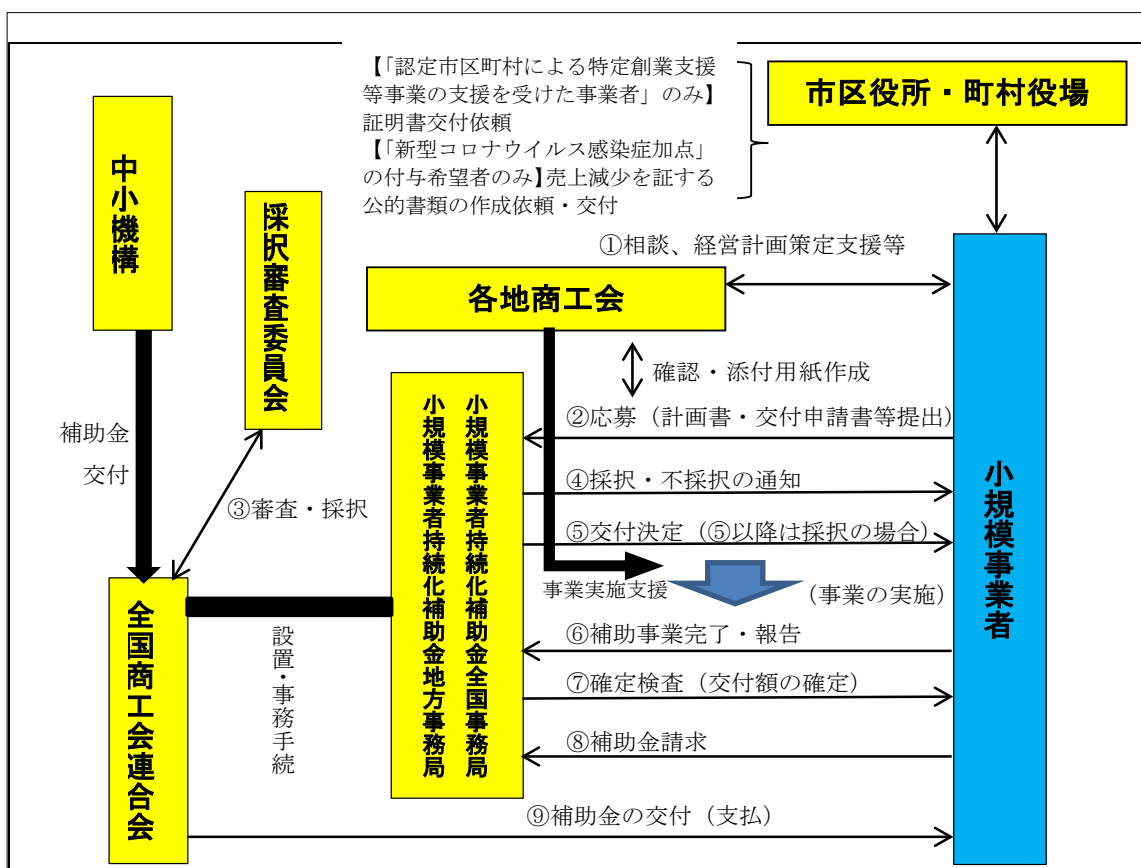 【「認定市区町村による特定創業支援
等事業の支援を受けた事業者」のみ】
証明書交付依頼
【「新型コロナウイルス感染症加点」
の付与希望者のみ】売上減少を証する
公的書類の作成依頼・交付
市区役所・町村役場
中小機構
採択審査委員会
①相談、経営計画策定支援等
各地商工会
確認・添付用紙作成
補助金
交付
③審査・採択
小規模事業者持続化補助金地方事務局
小規模事業者持続化補助金全国事務局
②応募（計画書・交付申請書等提出）
④採択・不採択の通知
⑤交付決定（⑤以降は採択の場合）
事業実施支援
（事業の実施）
小規模事業者
全国商工会連合会
設置・事務手続
⑥補助事業完了・報告
⑦確定検査（交付額の確定）
⑧補助金請求
⑨補助金の交付（支払）